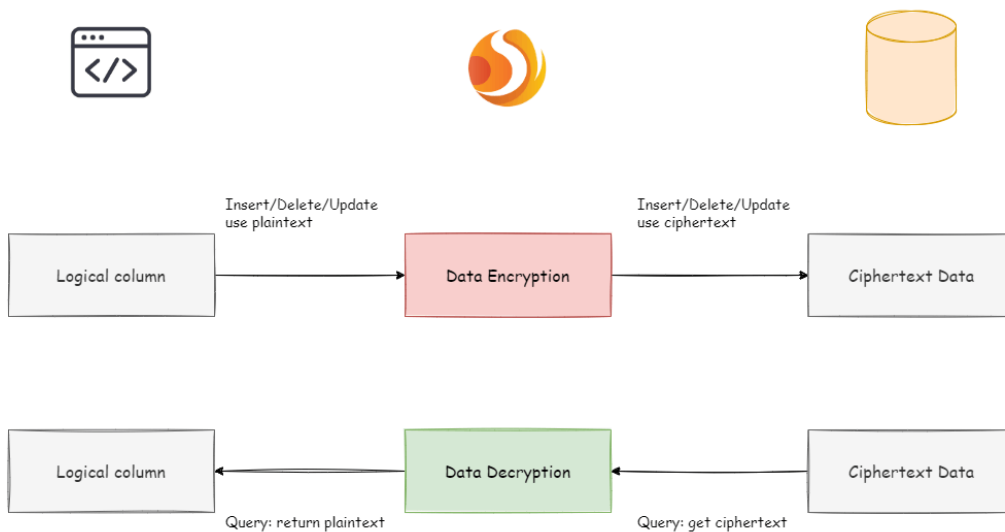 </>
Insert/Delete/Update
use plaintext
Insert/Delete/Update
use ciphertext
Logical column
Data Encryption
Ciphertext Data
Logical column
Data Decryption
Ciphertext Data
Query: return plaintext
Query: get ciphertext